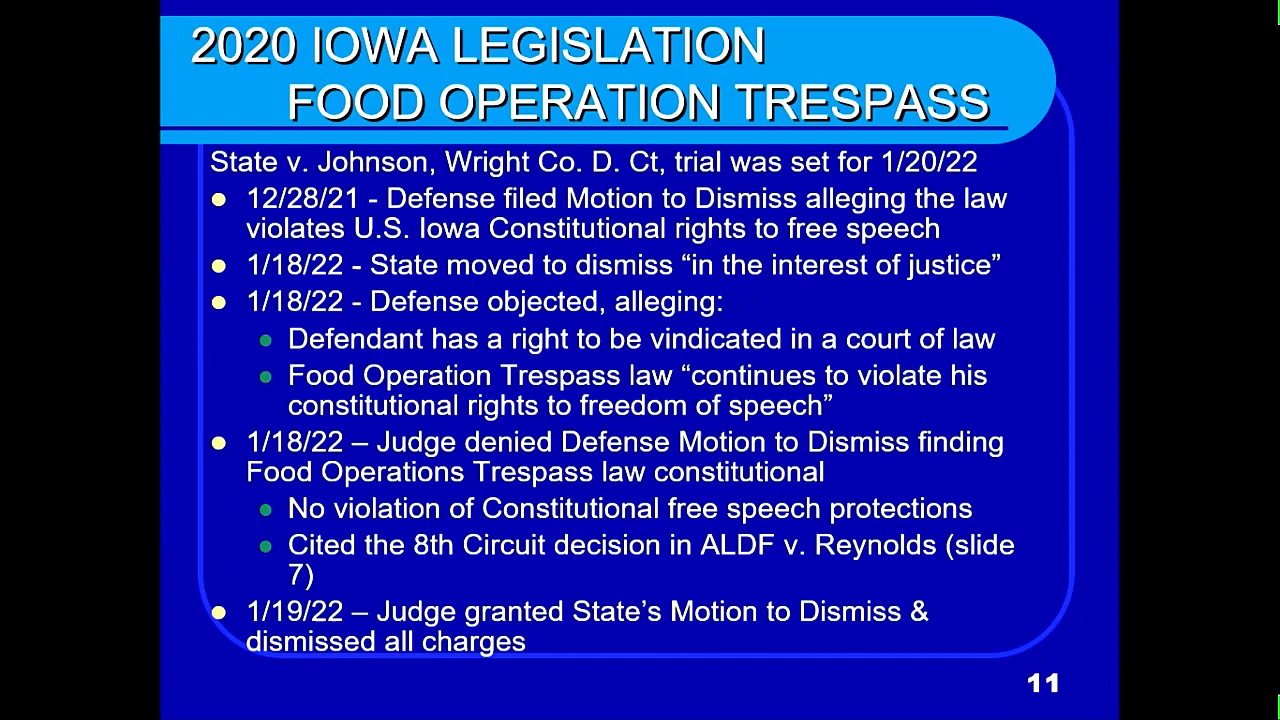 2020 IOWA LEGISLATION
FOOD OPERATION TRESPASS
State v. Johnson, Wright Co. D. Ct, trial was set for 1/20/22
12/28/21 - Defense filed Motion to Dismiss alleging the law
violates U.S. Iowa Constitutional rights to free speech
1/18/22 - State moved to dismiss “in the interest of justice”
1/18/22 - Defense objected, alleging:
Defendant has a right to be vindicated in a court of law
Food Operation Trespass law “continues to violate his
constitutional rights to freedom of speech”
1/18/22 – Judge denied Defense Motion to Dismiss finding
Food Operations Trespass law constitutional
No violation of Constitutional free speech protections
Cited the 8th Circuit decision in ALDF v. Reynolds (slide
7)
1/19/22 – Judge granted State’s Motion to Dismiss &
dismissed all charges
11